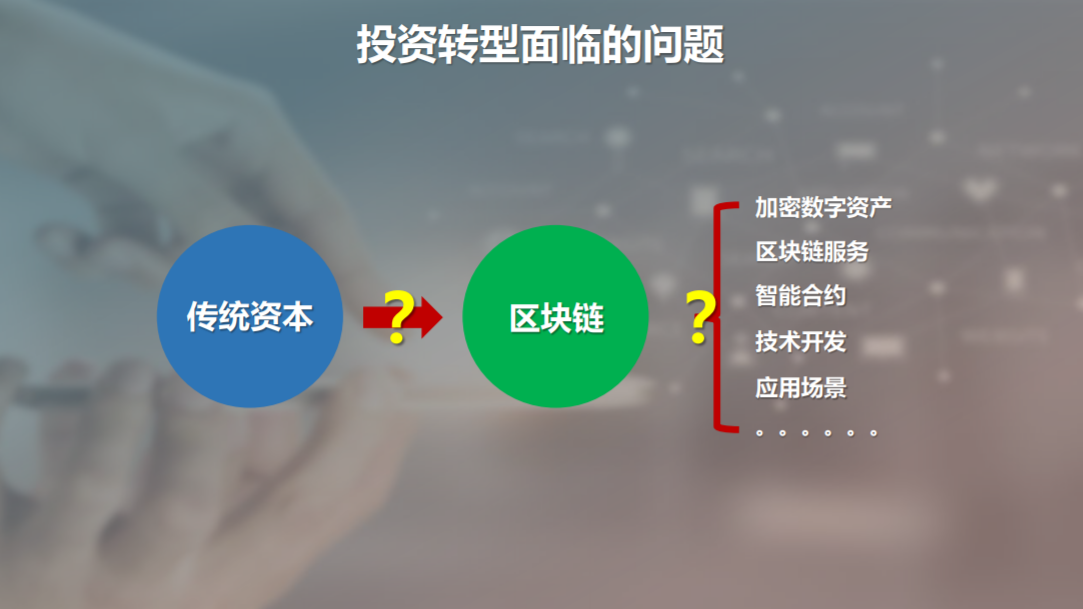 投资转型面临的问题
传统资本
?
区块链
?
加密数字资产
区块链服务
智能合约
技术开发
应用场景
。。。。。。